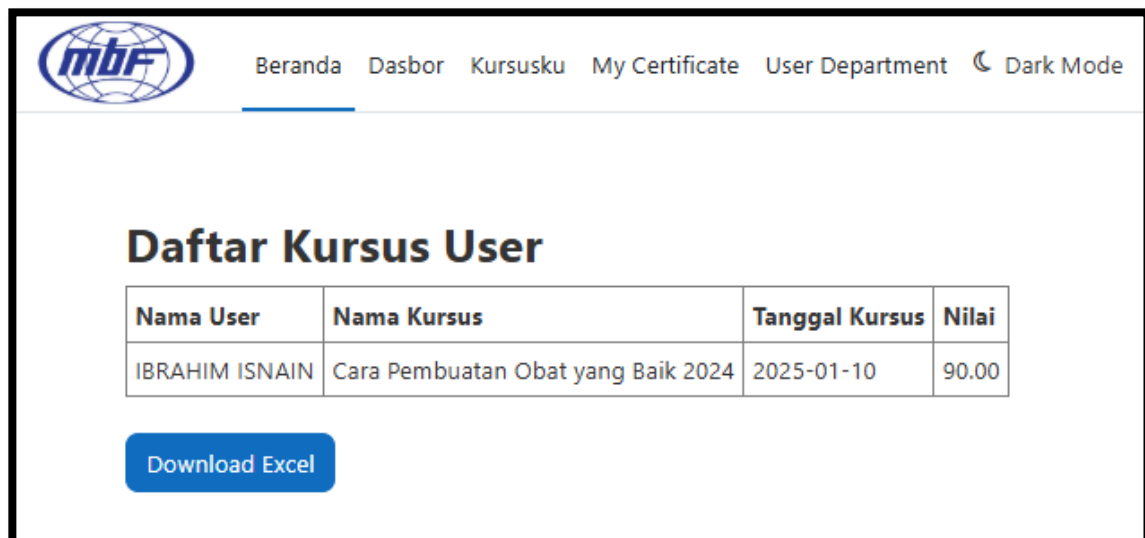 mbF Beranda Dasbor Kursusku My Certificate User Department Dark Mode
Daftar Kursus User
Nama User Nama Kursus Tanggal Kursus Nilai
IBRAHIM ISNAIN Cara Pembuatan Obat yang Baik 2024 2025-01-10 90.00
Download Excel